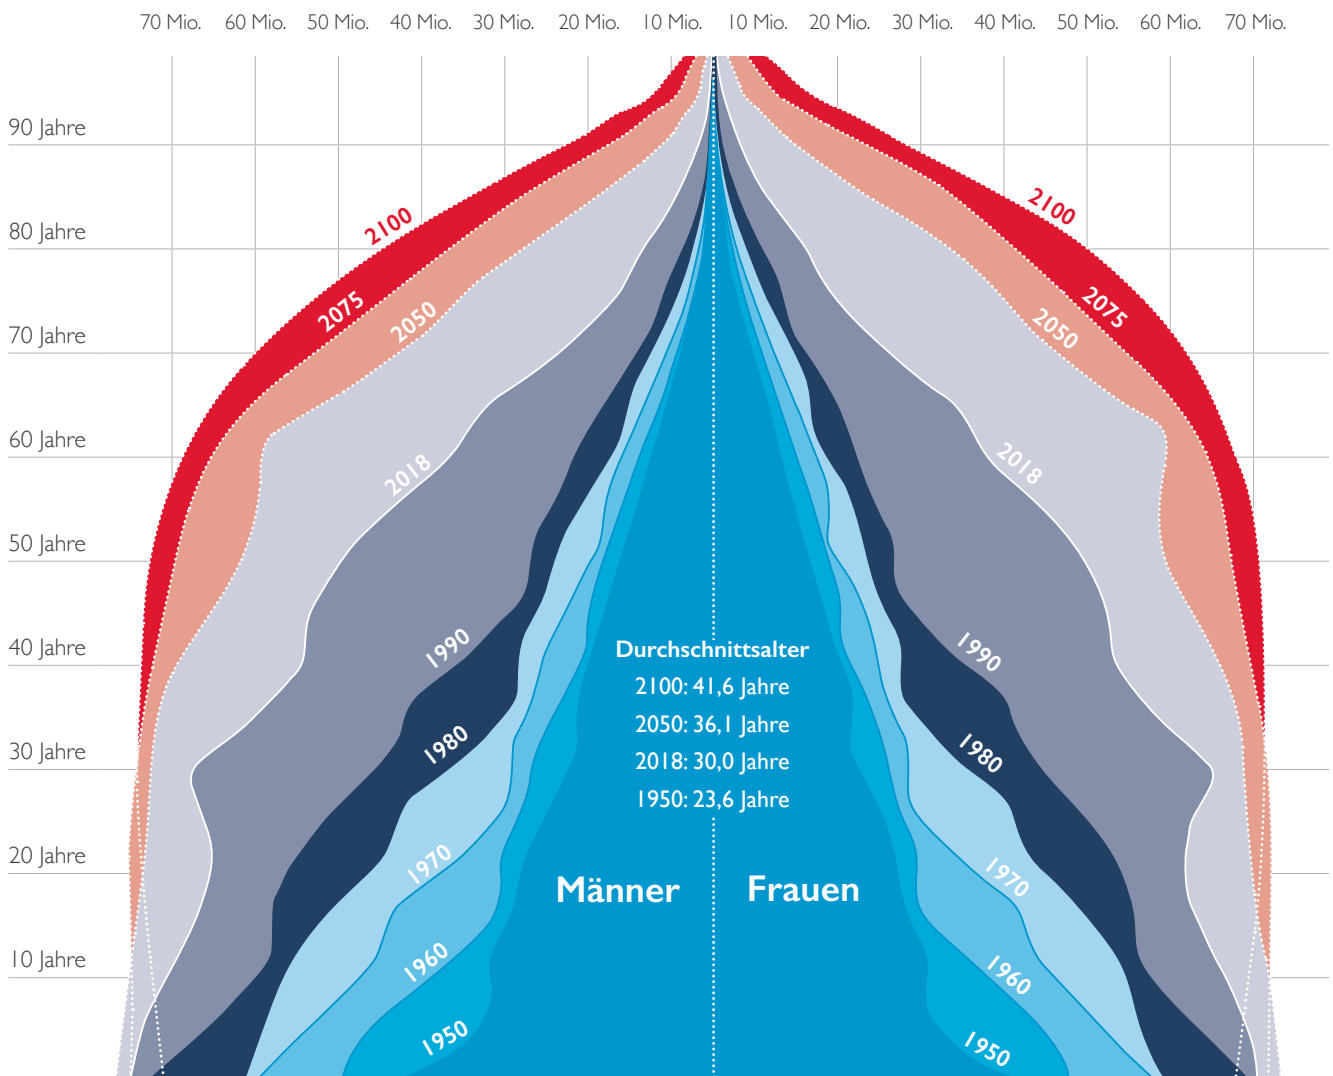 70 Mio. 60 Mio. 50 Mio. 40 Mio. 30 Mio. 20 Mio. 10 Mio. 10 Mio. 20 Mio. 30 Mio. 40 Mio. 50 Mio. 60 Mio. 70 Mio.
90 Jahre
2100 2100
80 Jahre
2075 2050 2050 2075
70 Jahre
60 Jahre
2018 2018
50 Jahre
40 Jahre
1990 1990
Durchschnittsalter
2100: 41,6 Jahre
2050: 36,1 Jahre
2018: 30,0 Jahre
1950: 23,6 Jahre
1980 1980
30 Jahre
20 Jahre
1970 1970
Männer Frauen
10 Jahre
1960 1960
1950 1950